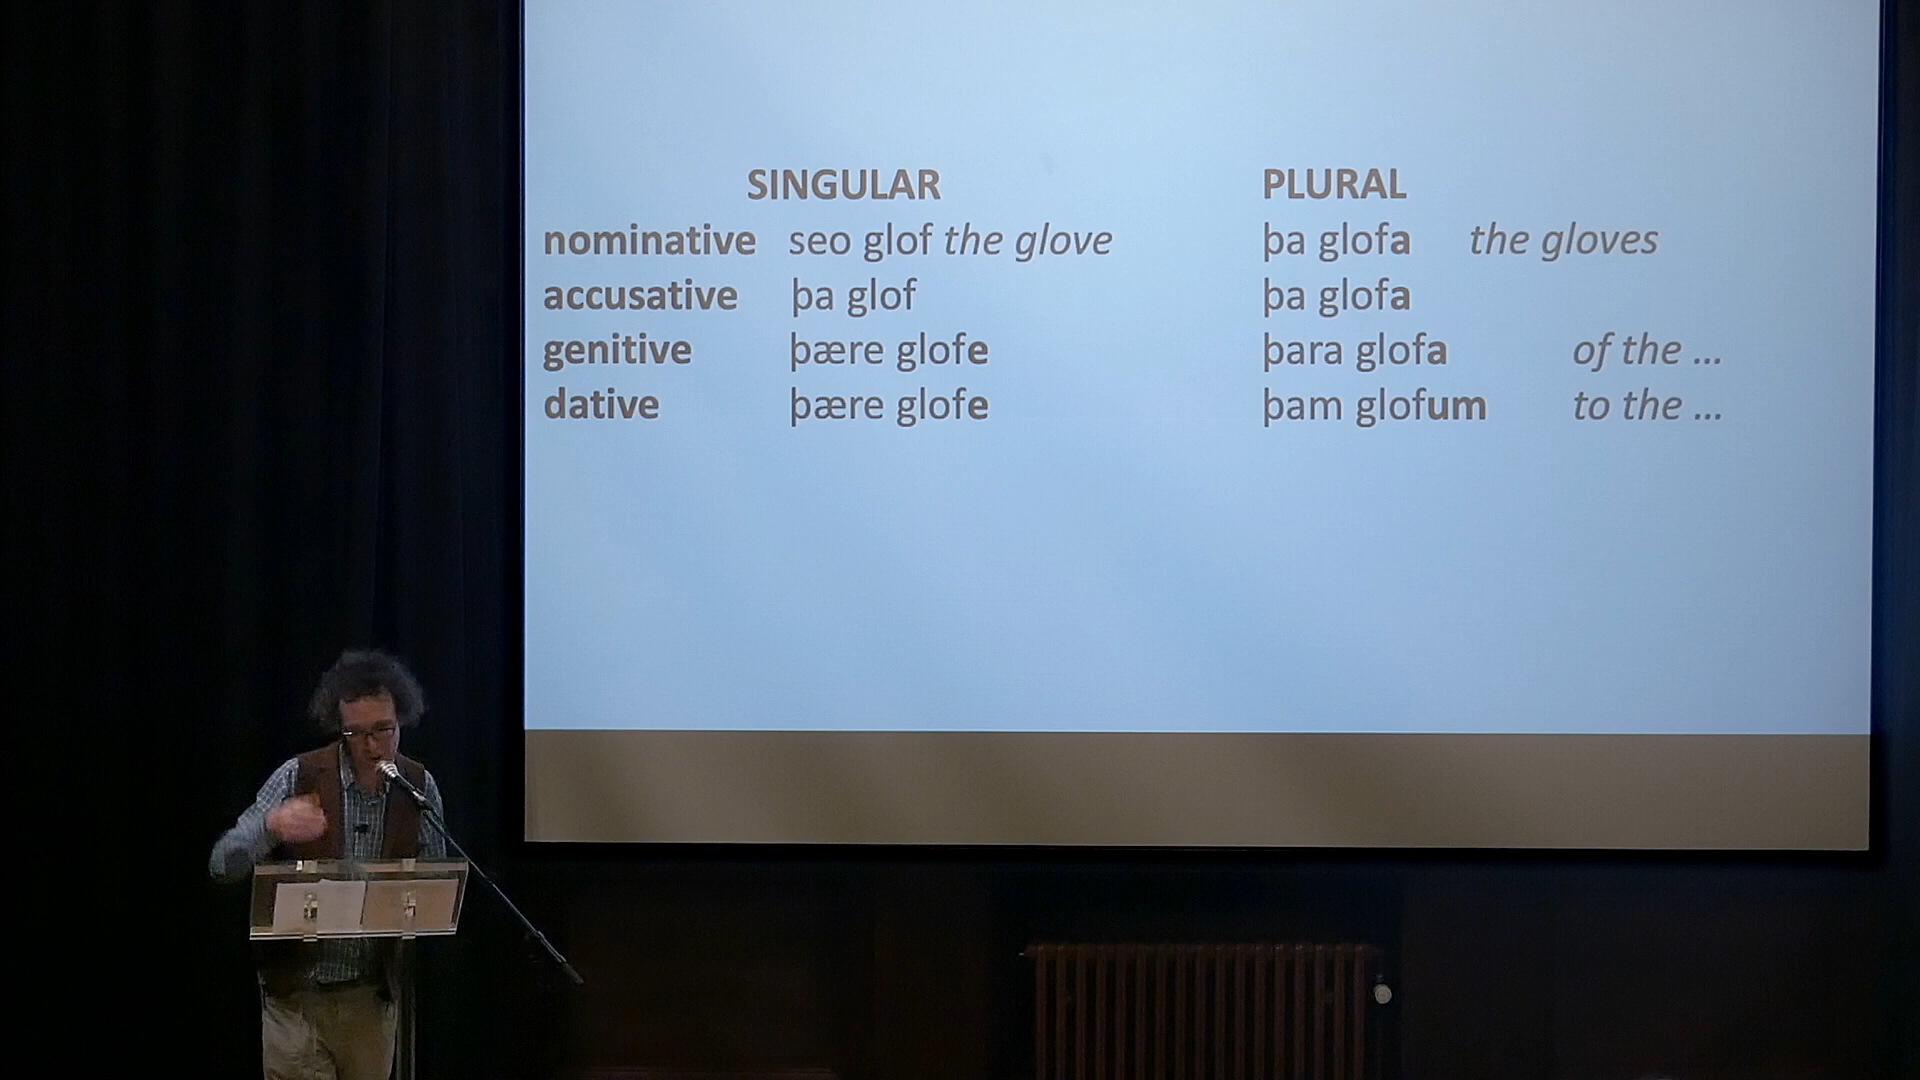 SINGULAR PLURAL
nominative seo glof the glove þa glofa the gloves
accusative þa glof þa glofa
genitive þære glofe þara glofa of the ...
dative þære glofe þam glofum to the ...